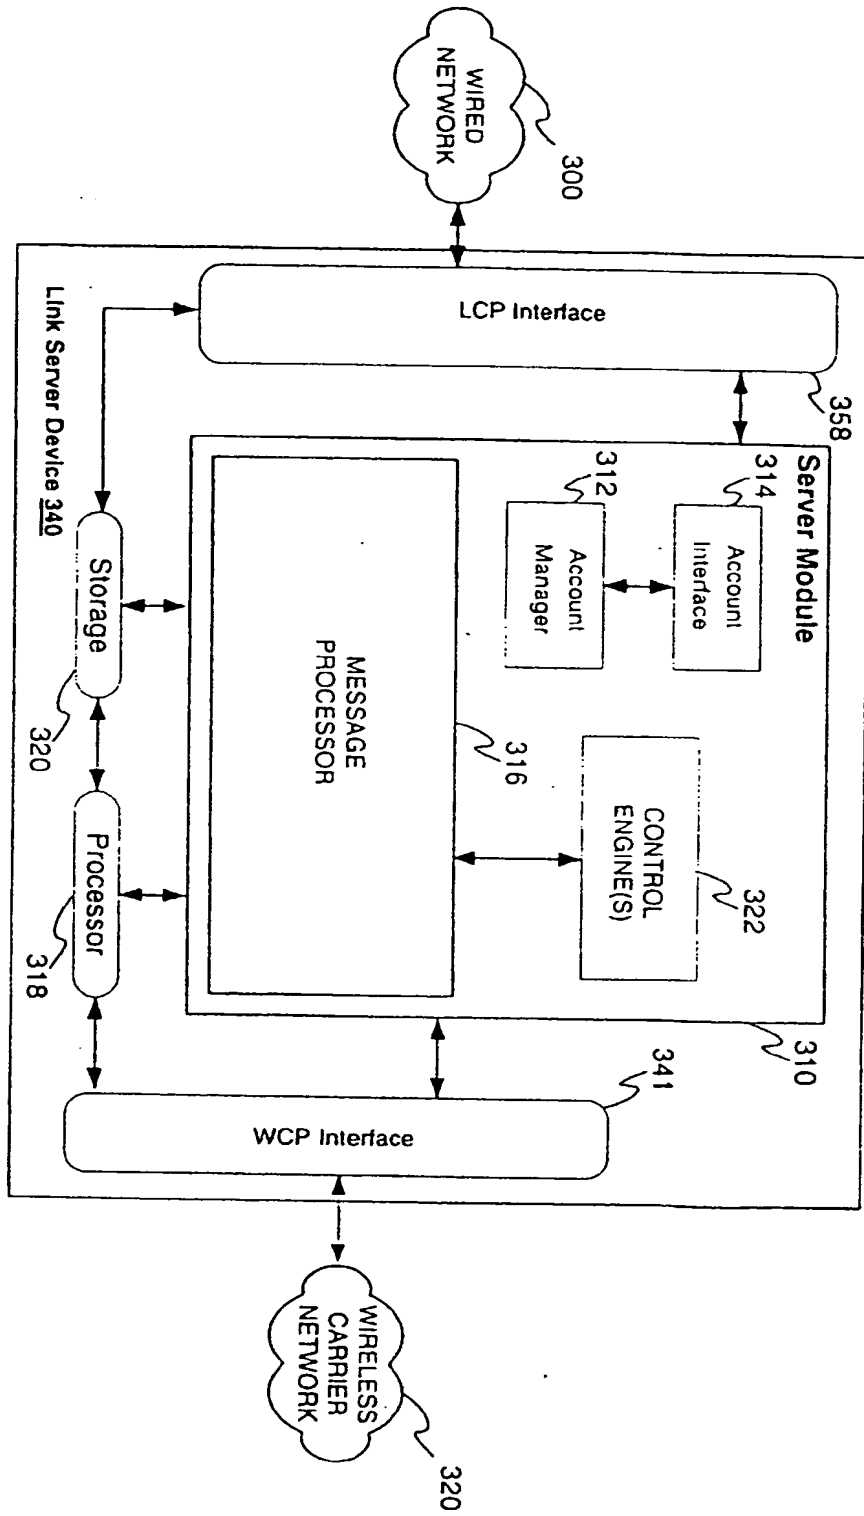 WIRED
NETWORK
300
LCP Interface
358
Server Module
314
Account
Interface
312
Account
Manager
CONTROL
ENGINE(S)
322
316
MESSAGE
PROCESSOR
310
Storage
320
Processor
318
Link Server Device 340
341
WCP Interface
WIRELESS
CARRIER
NETWORK
320